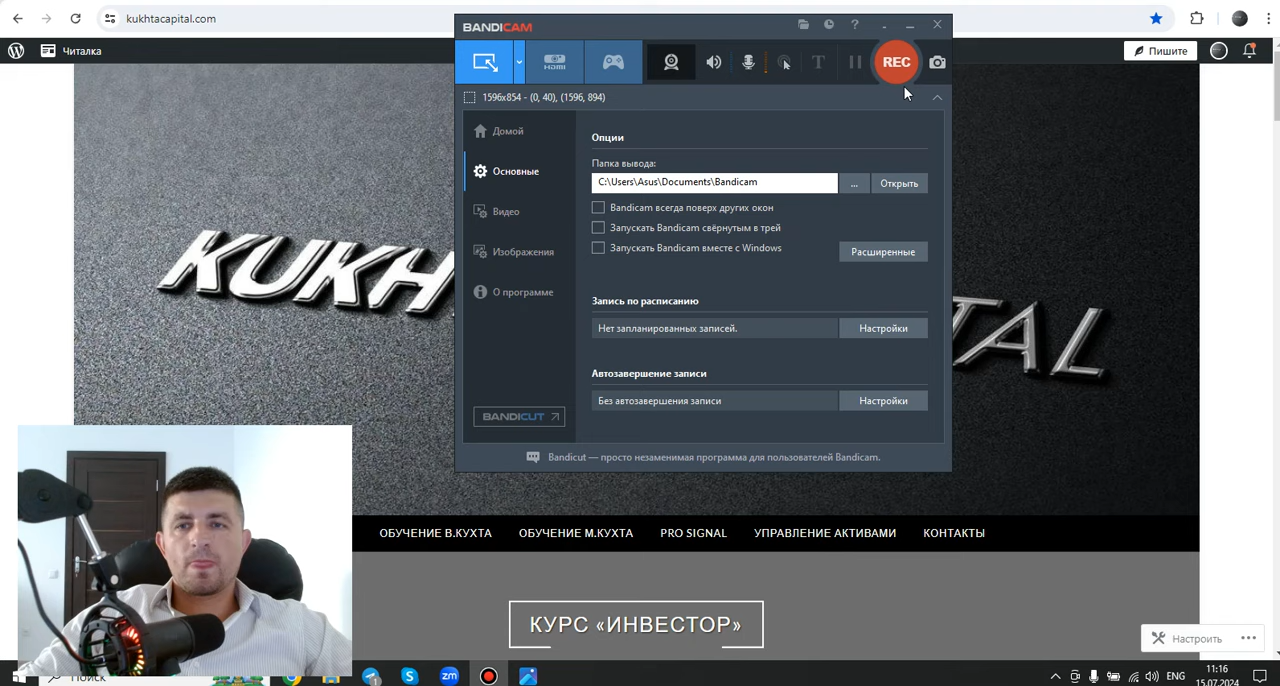 kukhtacapital.com
Читалка
Пишите
BANDICAM
HDMI
REC
1596x854 - (0, 40), (1596, 894)
Домой
Основные
Видео
Изображения
О программе
BANDICUT
Опции
Папка вывода:
C:\Users\Asus\Documents\Bandicam
...
Открыть
Bandicam всегда поверх других окон
Запускать Bandicam свёрнутым в трей
Запускать Bandicam вместе с Windows
Расширенные
Запись по расписанию
Нет запланированных записей.
Настройки
Автозавершение записи
Без автозавершения записи
Настройки
Bandicut — просто незаменимая программа для пользователей Bandicam.
KUKH
TAL
ОБУЧЕНИЕ В.КУХТА
ОБУЧЕНИЕ М.КУХТА
PRO SIGNAL
УПРАВЛЕНИЕ АКТИВАМИ
КОНТАКТЫ
КУРС «ИНВЕСТОР»
Настроить
Поиск
zm
ENG
11:16
15.07.2024